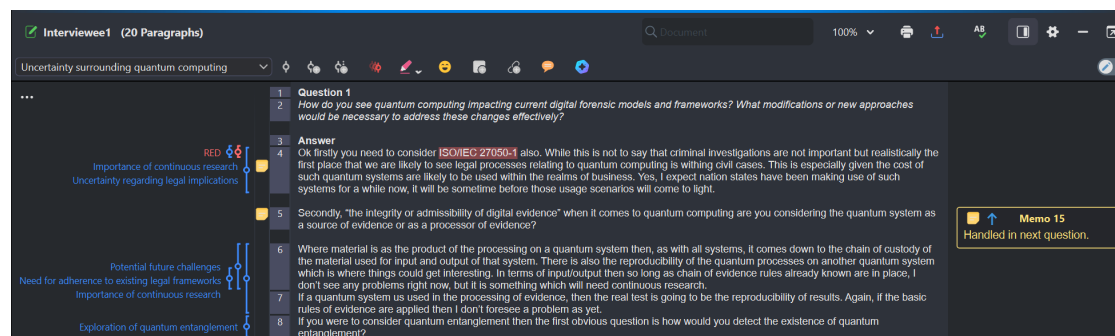 Interviewee1 (20 Paragraphs)
Document
100%
AB
Uncertainty surrounding quantum computing
1 Question 1
2 How do you see quantum computing impacting current digital forensic models and frameworks? What modifications or new approaches
would be necessary to address these changes effectively?
3 Answer
RED
4 Ok firstly you need to consider ISO/IEC 27050-1 also. While this is not to say that criminal investigations are not important but realistically the
Importance of continuous research
first place that we are likely to see legal processes relating to quantum computing is withing civil cases. This is especially given the cost of
Uncertainty regarding legal implications
such quantum systems are likely to be used within the realms of business. Yes, I expect nation states have been making use of such
systems for a while now, it will be sometime before those usage scenarios will come to light.
5 Secondly, "the integrity or admissibility of digital evidence" when it comes to quantum computing are you considering the quantum system as
a source of evidence or as a processor of evidence?
Memo 15
Handled in next question.
6 Where material is as the product of the processing on a quantum system then, as with all systems, it comes down to the chain of custody of
the material used for input and output of that system. There is also the reproducibility of the quantum processes on another quantum system
Potential future challenges
which is where things could get interesting. In terms of input/output then so long as chain of evidence rules already known are in place, I
Need for adherence to existing legal frameworks
don't see any problems right now, but it is something which will need continuous research.
Importance of continuous research
7 If a quantum system us used in the processing of evidence, then the real test is going to be the reproducibility of results. Again, if the basic
rules of evidence are applied then I don't foresee a problem as yet.
Exploration of quantum entanglement
8 If you were to consider quantum entanglement then the first obvious question is how would you detect the existence of quantum
entanglement?